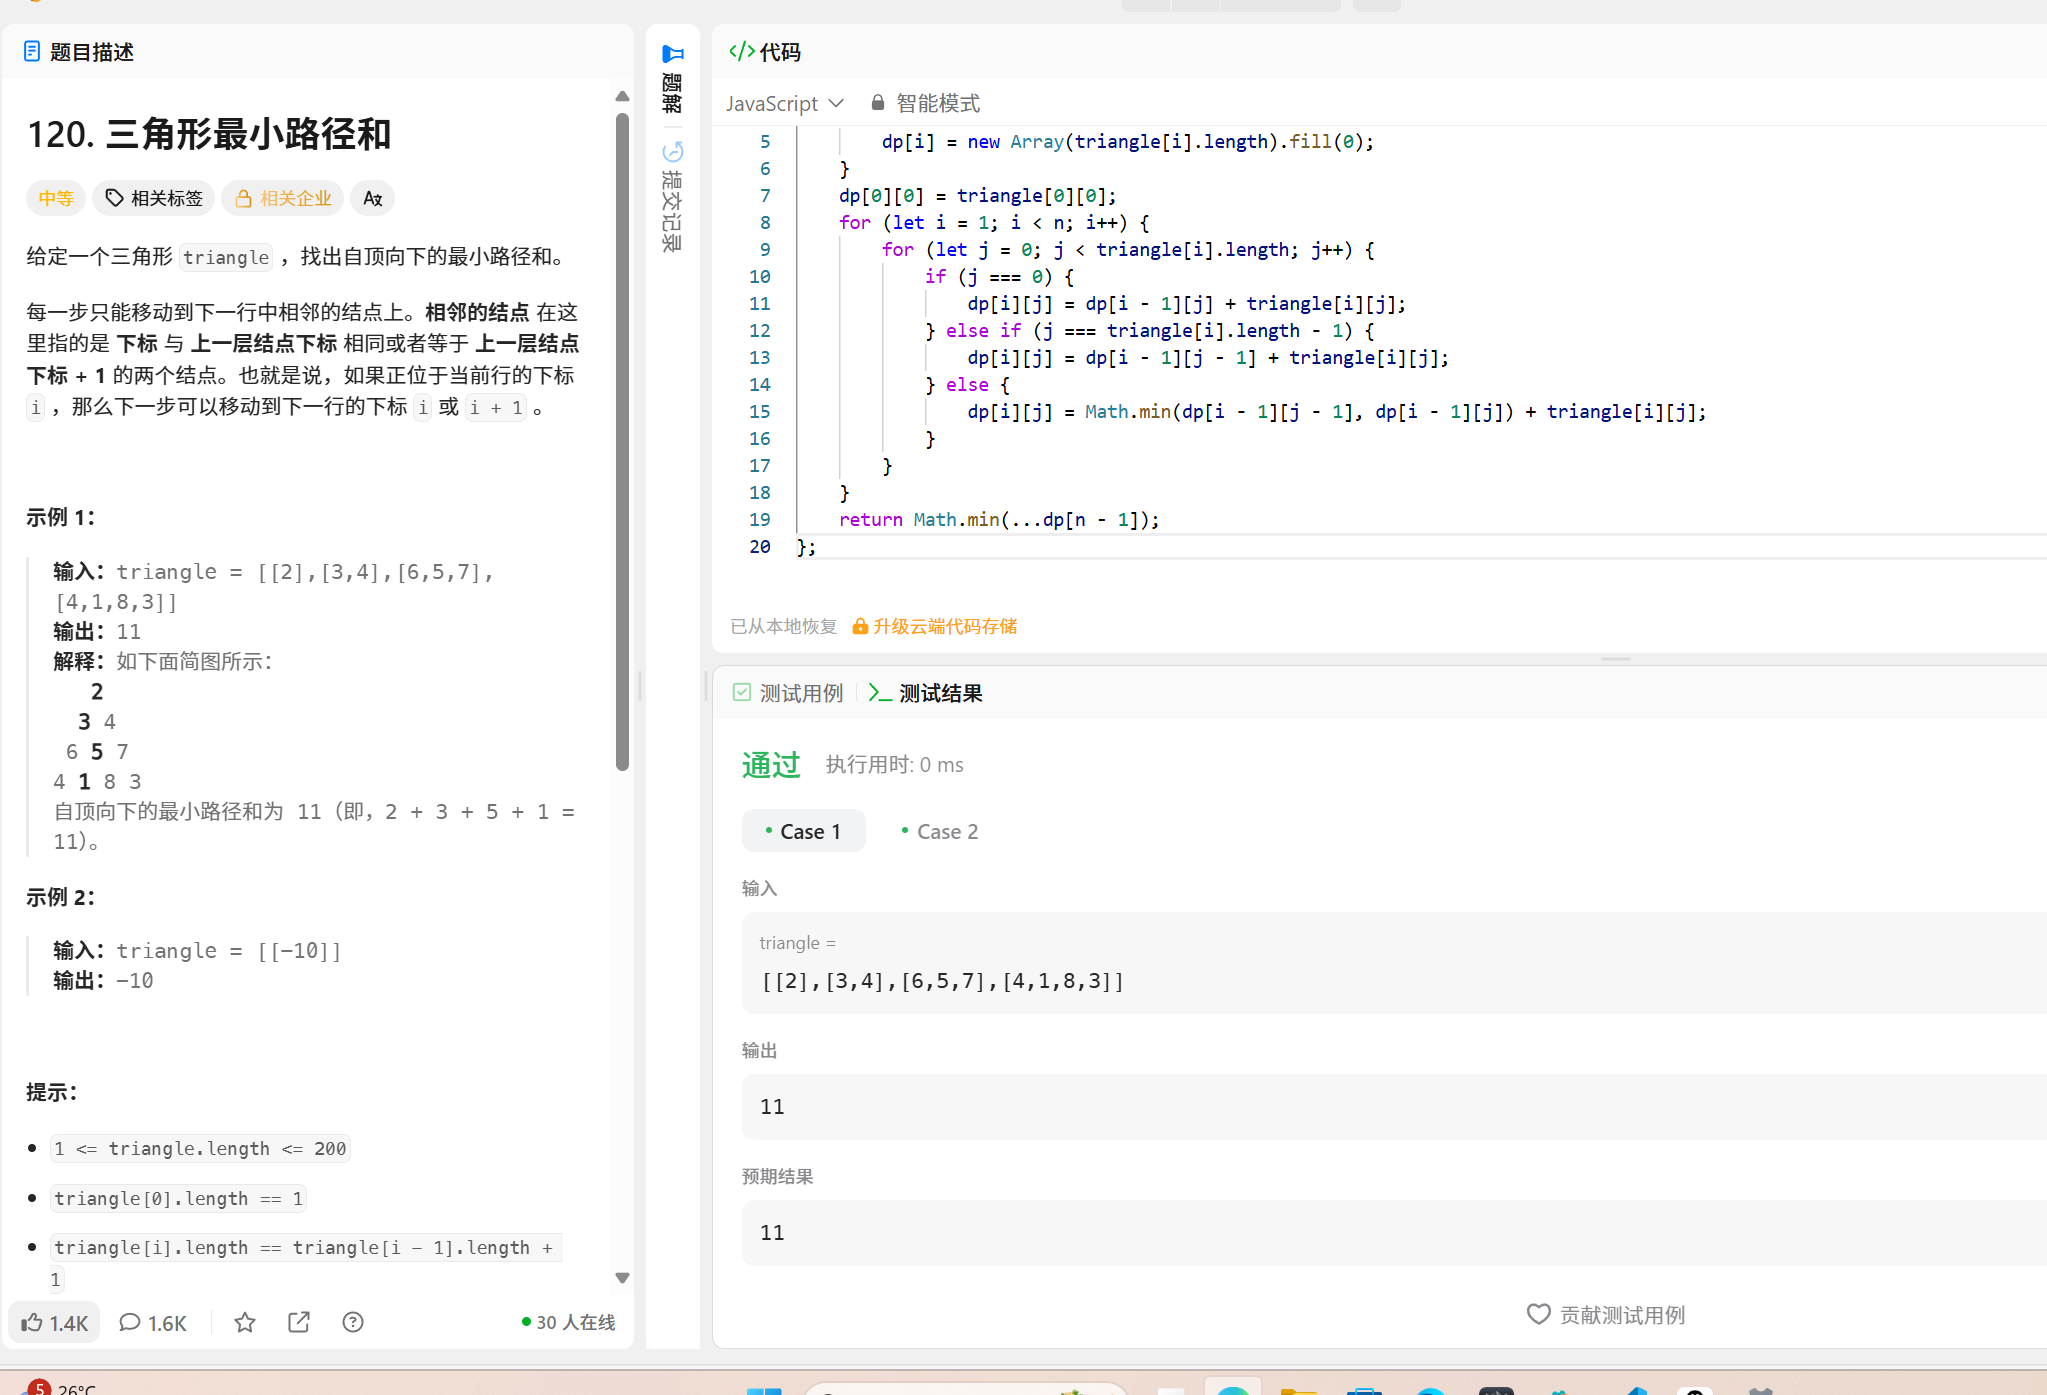 题目描述
120. 三角形最小路径和
中等 相关标签 相关企业
给定一个三角形 triangle ，找出自顶向下的最小路径和。
每一步只能移动到下一行中相邻的结点上。相邻的结点 在这
里指的是 下标 与 上一层结点下标 相同或者等于 上一层结点
下标 + 1 的两个结点。也就是说，如果正位于当前行的下标
i ，那么下一步可以移动到下一行的下标 i 或 i + 1 。
示例 1：
输入：triangle = [[2],[3,4],[6,5,7],
[4,1,8,3]]
输出：11
解释：如下面简图所示：
2
3 4
6 5 7
4 1 8 3
自顶向下的最小路径和为 11（即，2 + 3 + 5 + 1 =
11）。
示例 2：
输入：triangle = [[-10]]
输出：-10
提示：
1 <= triangle.length <= 200
triangle[0].length == 1
triangle[i].length == triangle[i - 1].length +
1
1.4K 1.6K 30 人在线
题解
提交记录
</> 代码
JavaScript 智能模式
5 dp[i] = new Array(triangle[i].length).fill(0);
6 }
7 dp[0][0] = triangle[0][0];
8 for (let i = 1; i < n; i++) {
9 for (let j = 0; j < triangle[i].length; j++) {
10 if (j === 0) {
11 dp[i][j] = dp[i - 1][j] + triangle[i][j];
12 } else if (j === triangle[i].length - 1) {
13 dp[i][j] = dp[i - 1][j - 1] + triangle[i][j];
14 } else {
15 dp[i][j] = Math.min(dp[i - 1][j - 1], dp[i - 1][j]) + triangle[i][j];
16 }
17 }
18 }
19 return Math.min(...dp[n - 1]);
20 };
已从本地恢复 升级云端代码存储
测试用例 测试结果
通过 执行用时: 0 ms
Case 1 Case 2
输入
triangle =
[[2],[3,4],[6,5,7],[4,1,8,3]]
输出
11
预期结果
11
贡献测试用例
5 26°C